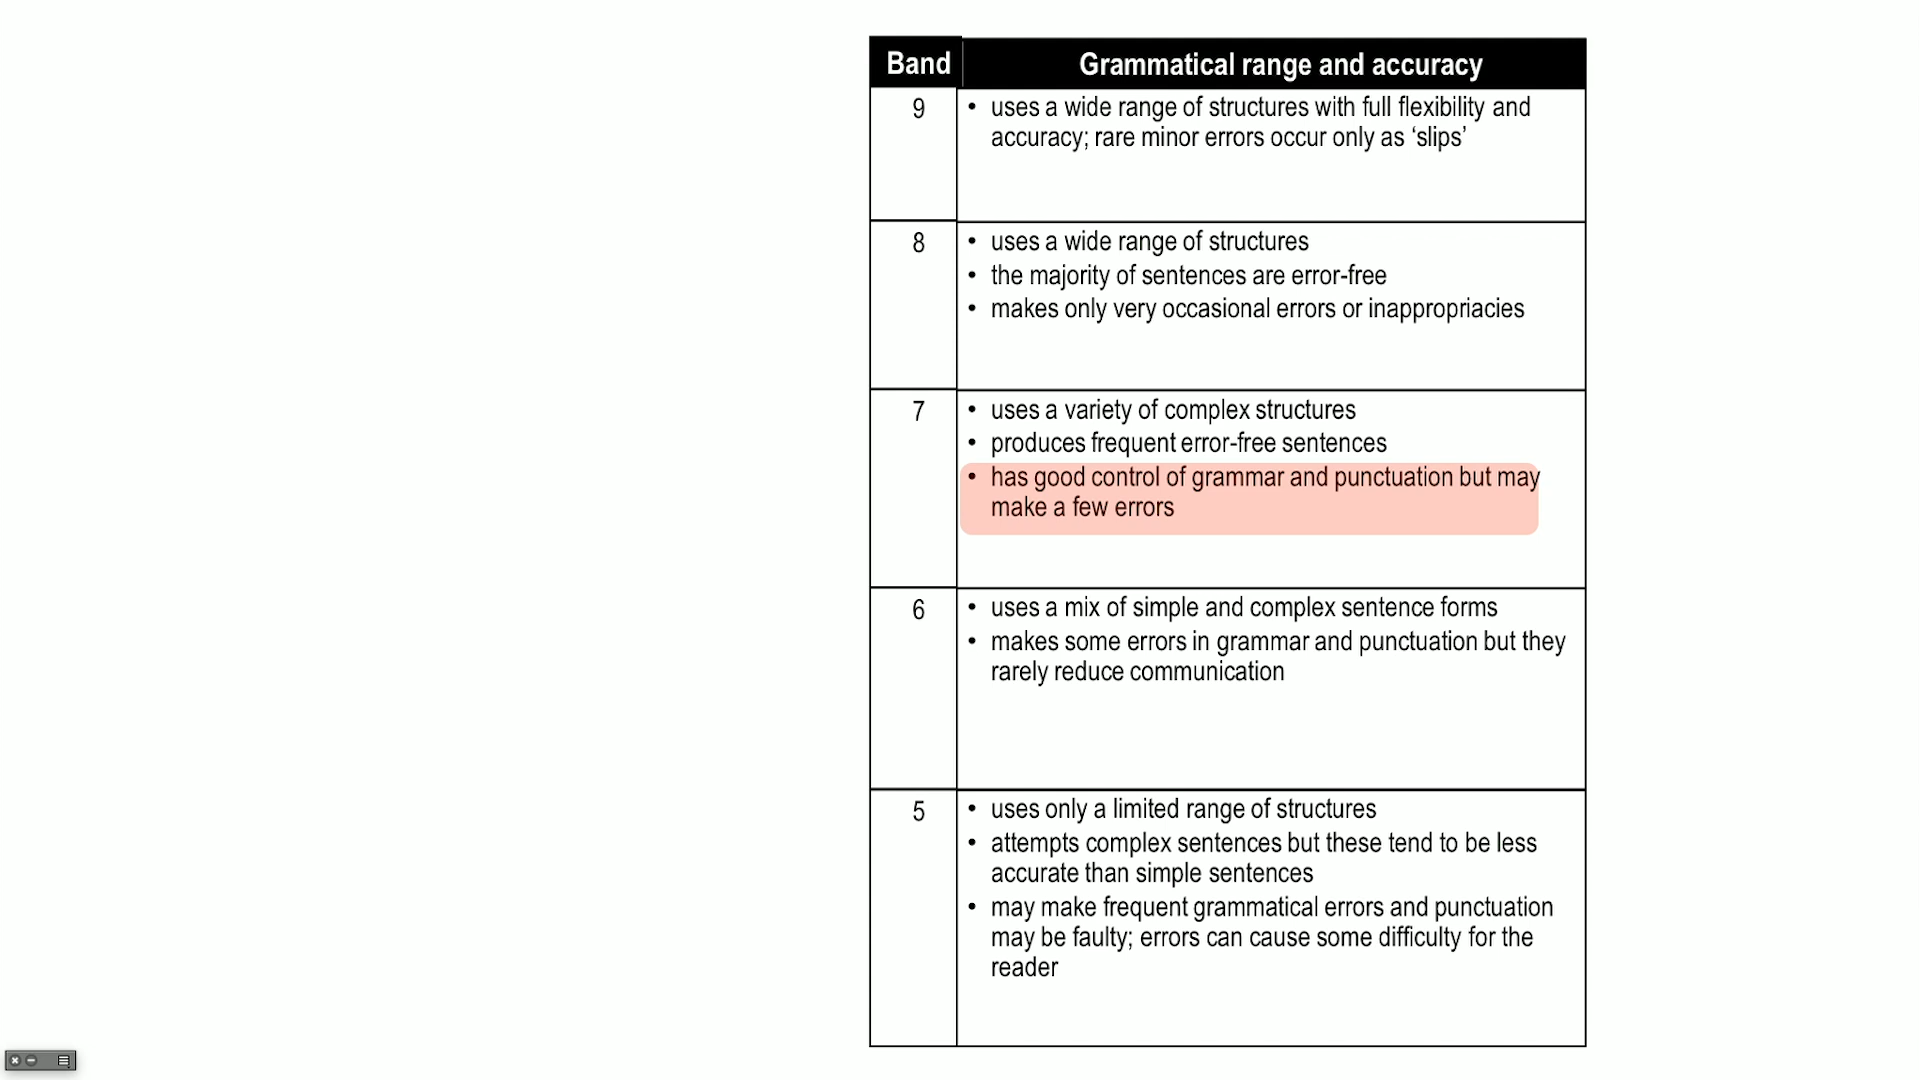 Band Grammatical range and accuracy
9 • uses a wide range of structures with full flexibility and
accuracy; rare minor errors occur only as ‘slips’
8 • uses a wide range of structures
• the majority of sentences are error-free
• makes only very occasional errors or inappropriacies
7 • uses a variety of complex structures
• produces frequent error-free sentences
• has good control of grammar and punctuation but may
make a few errors
6 • uses a mix of simple and complex sentence forms
• makes some errors in grammar and punctuation but they
rarely reduce communication
5 • uses only a limited range of structures
• attempts complex sentences but these tend to be less
accurate than simple sentences
• may make frequent grammatical errors and punctuation
may be faulty; errors can cause some difficulty for the
reader